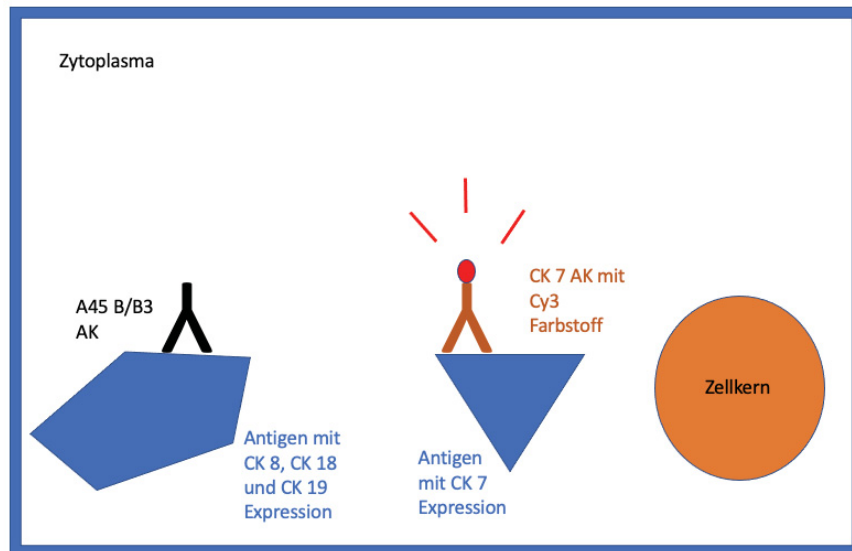 Zytoplasma
A45 B/B3
AK
CK 7 AK mit
Cy3
Farbstoff
Zellkern
Antigen mit
CK 8, CK 18
und CK 19
Expression
Antigen
mit CK 7
Expression